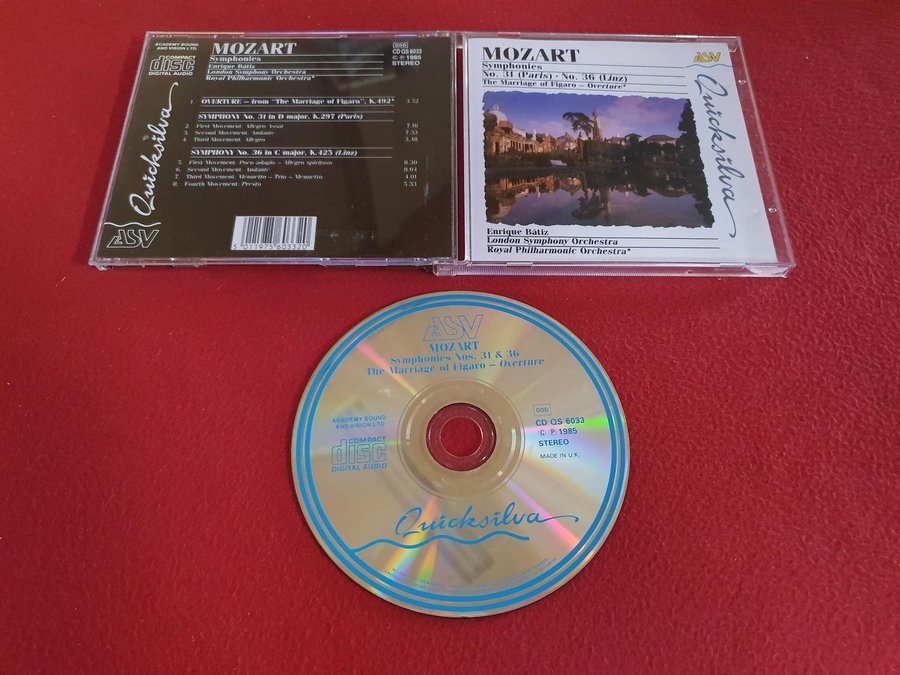 ACADEMY SOUND
AND VISION LTD.
COMPACT
disc
DIGITAL AUDIO
MOZART
Symphonies
Enrique Bátiz
London Symphony Orchestra
Royal Philharmonic Orchestra*
DDD
CD QS 6033
© ℗ 1985
STEREO
1. OVERTURE – from "The Marriage of Figaro", K.492* 3.52
SYMPHONY No. 31 in D major, K.297 (Paris)
2. First Movement: Allegro Assai 7.46
3. Second Movement: Andante 7.33
4. Third Movement: Allegro 3.48
SYMPHONY No. 36 in C major, K.425 (Linz)
5. First Movement: Poco adagio – Allegro spiritoso 8.30
6. Second Movement: Andante 8.04
7. Third Movement: Menuetto – Trio – Menuetto 4.01
8. Fourth Movement: Presto 5.33
Quicksilva
ASV
5 011975 603320
MOZART
Symphonies
No. 31 (Paris) · No. 36 (Linz)
The Marriage of Figaro – Overture*
ASV
Quicksilva
Enrique Bátiz
London Symphony Orchestra
Royal Philharmonic Orchestra*
ASV
MOZART
Symphonies Nos. 31 & 36
The Marriage of Figaro – Overture
ACADEMY SOUND
AND VISION LTD.
COMPACT
disc
DIGITAL AUDIO
DDD
CD QS 6033
© ℗ 1985
STEREO
MADE IN U.K.
Quicksilva